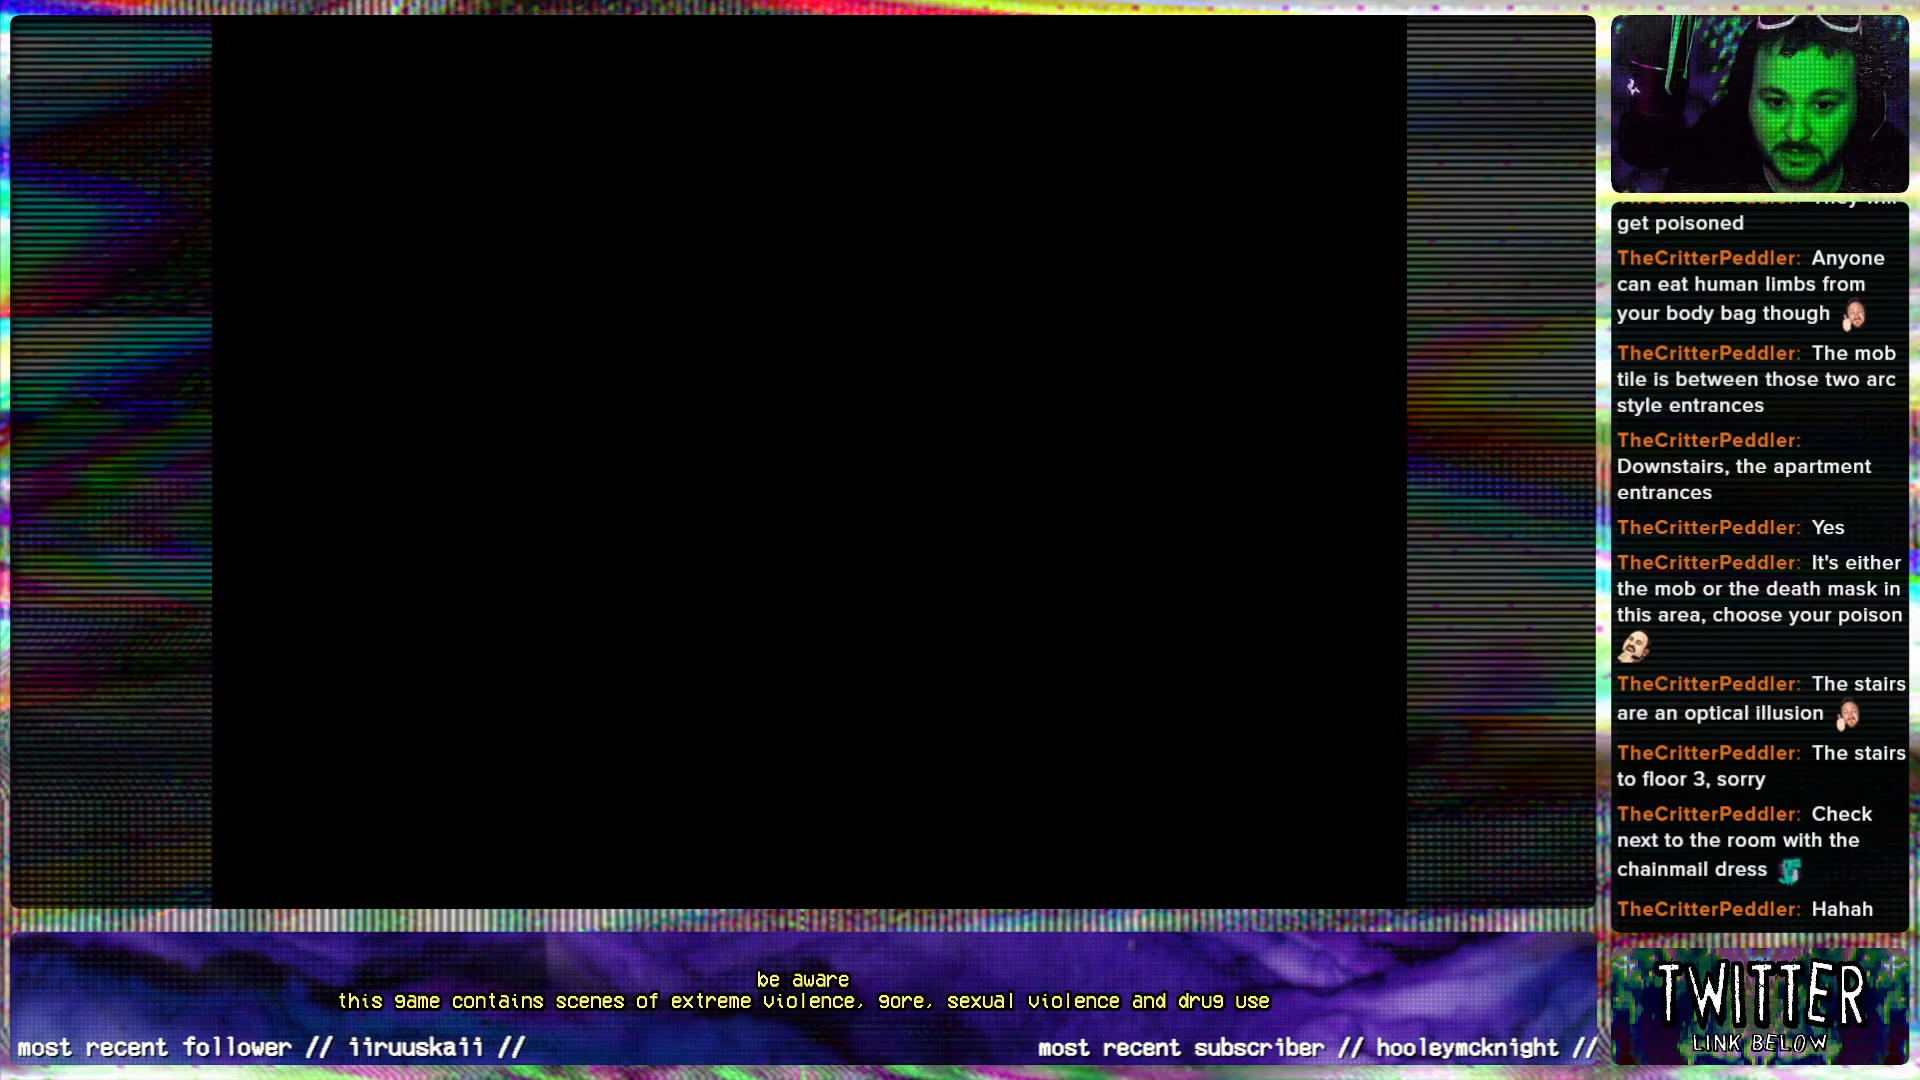 get poisoned
TheCritterPeddler: Anyone
can eat human limbs from
your body bag though
TheCritterPeddler: The mob
tile is between those two arc
style entrances
TheCritterPeddler:
Downstairs, the apartment
entrances
TheCritterPeddler: Yes
TheCritterPeddler: It's either
the mob or the death mask in
this area, choose your poison
TheCritterPeddler: The stairs
are an optical illusion
TheCritterPeddler: The stairs
to floor 3, sorry
TheCritterPeddler: Check
next to the room with the
chainmail dress
TheCritterPeddler: Hahah
be aware
this game contains scenes of extreme violence, gore, sexual violence and drug use
most recent follower // iiruuskaii //
most recent subscriber // hooleymcknight //
TWITTER
LINK BELOW